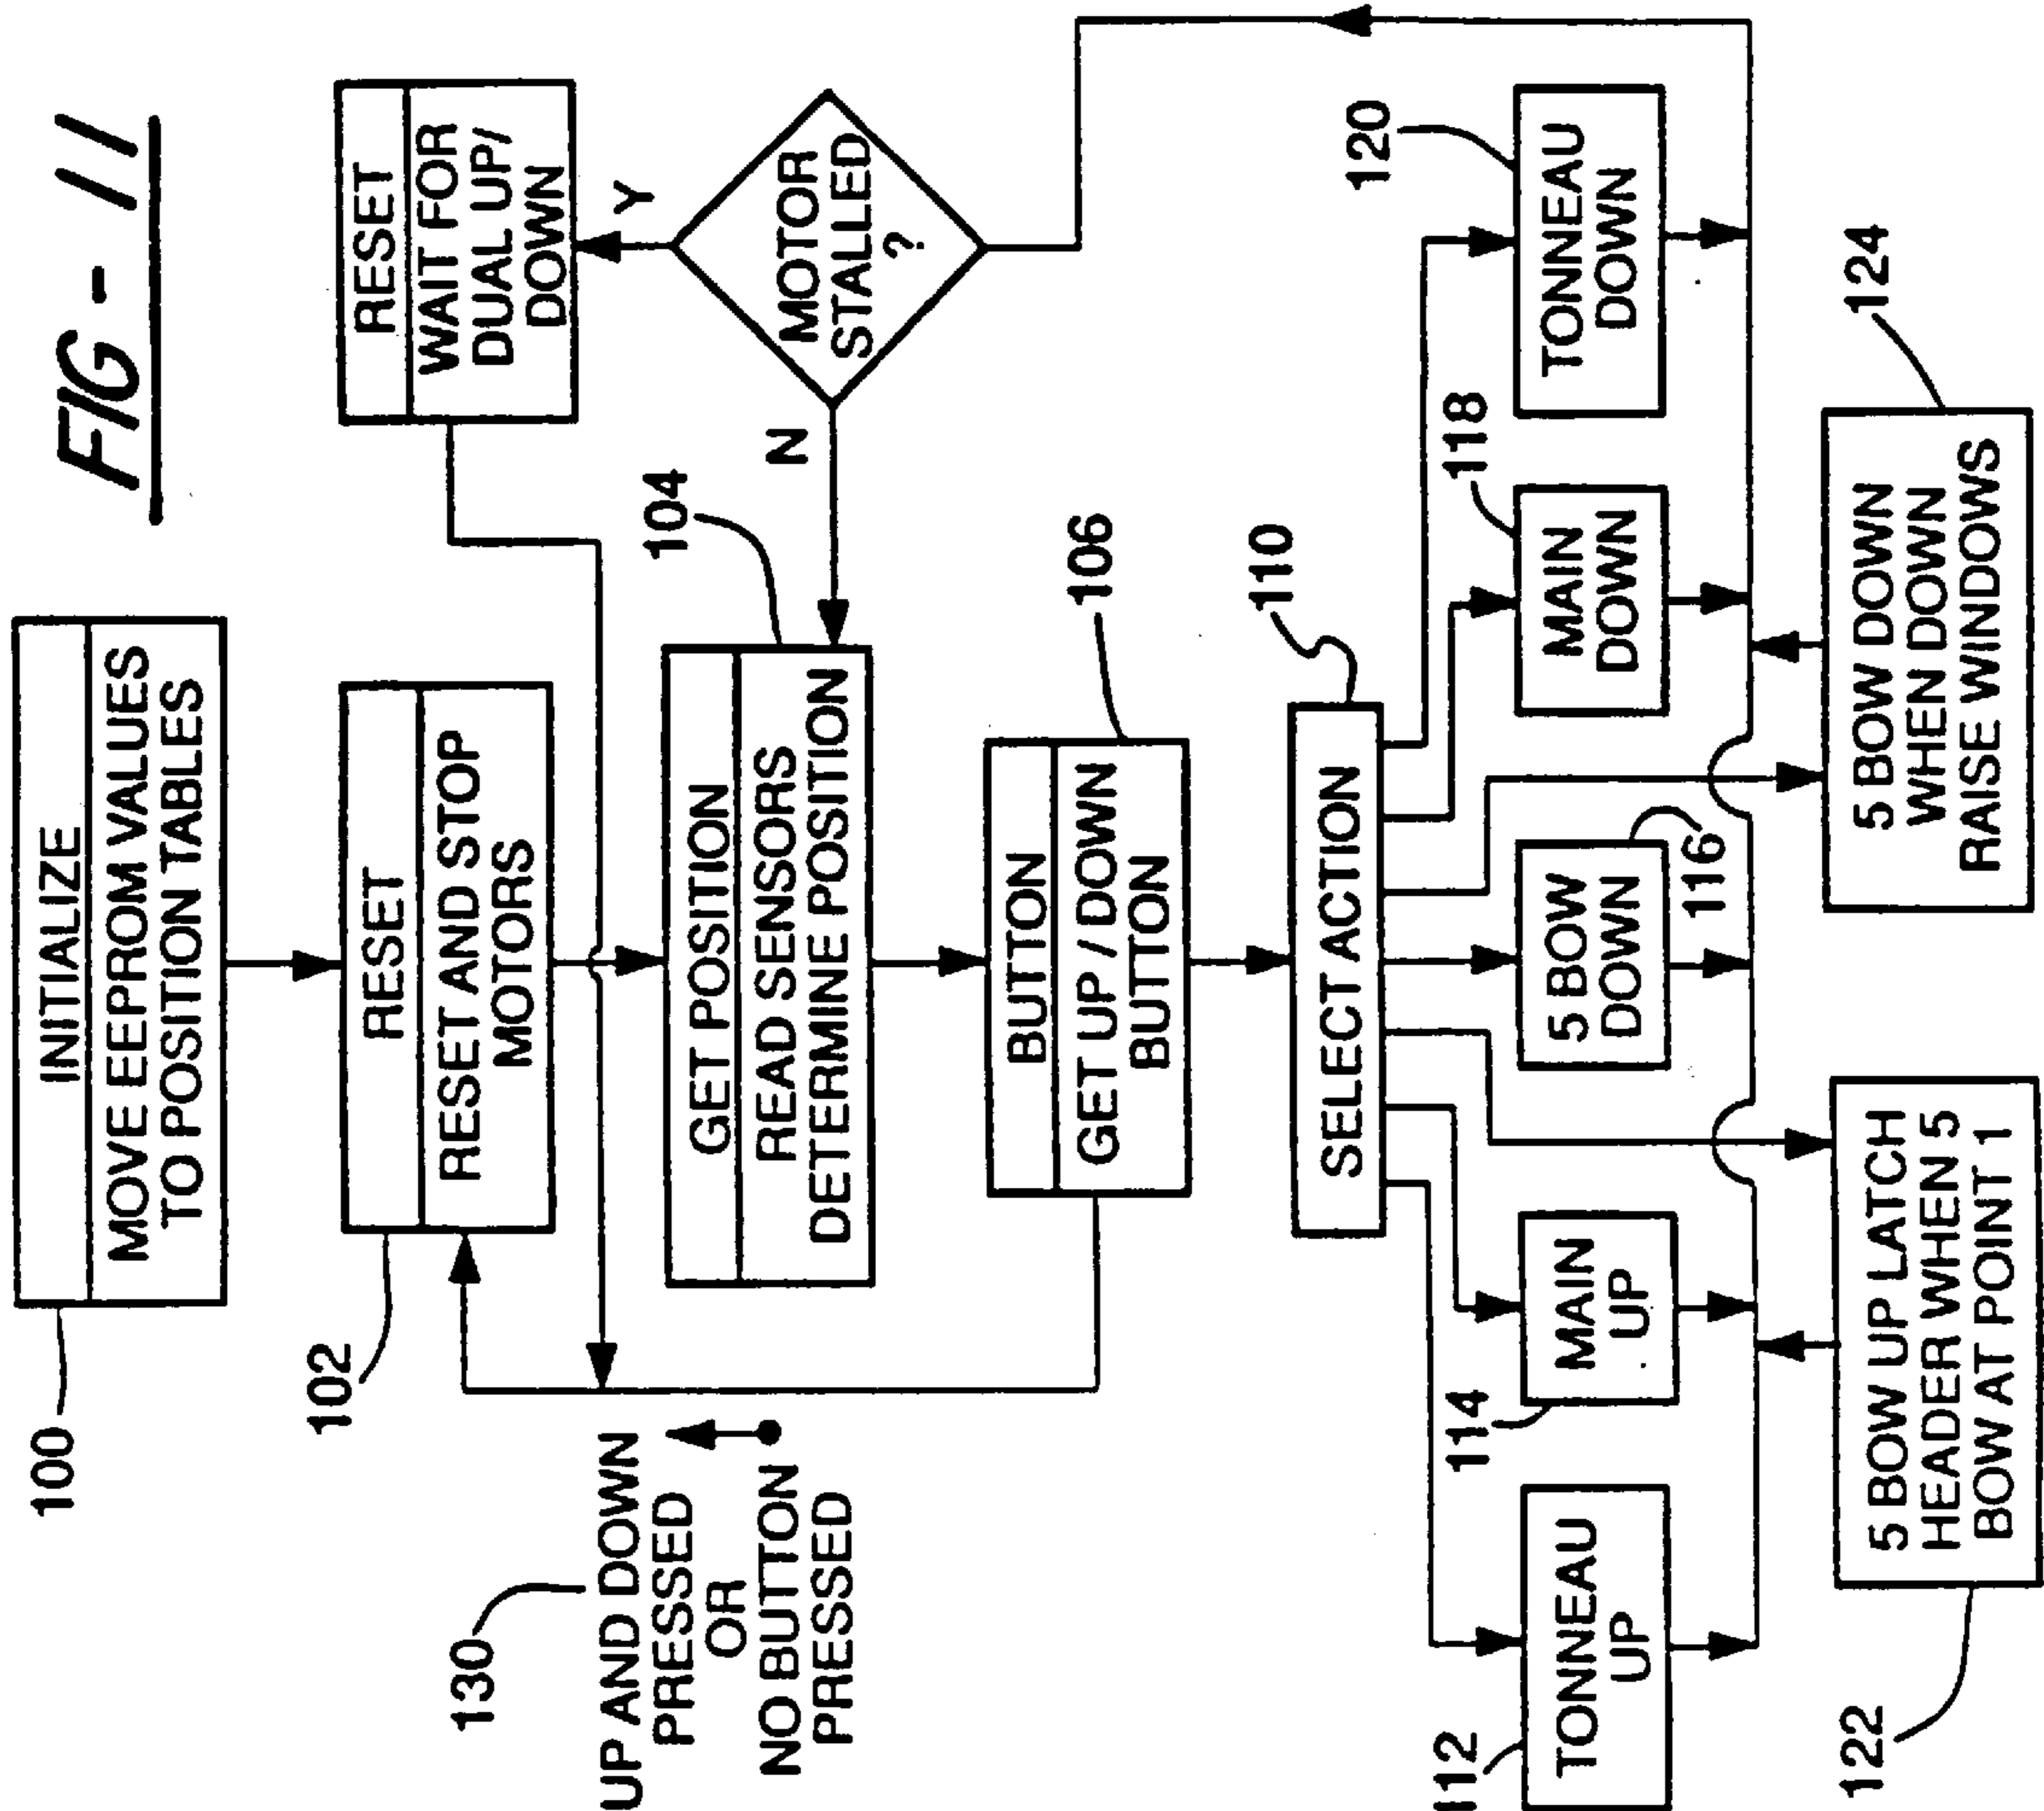 FIG - 11
100
INITIALIZE
MOVE EEPROM VALUES
TO POSITION TABLES
102
RESET
RESET AND STOP
MOTORS
RESET
WAIT FOR
DUAL UP/
DOWN
Y
MOTOR
STALLED
?
N
104
GET POSITION
READ SENSORS
DETERMINE POSITION
130
UP AND DOWN
PRESSED
OR
NO BUTTON
PRESSED
106
BUTTON
GET UP / DOWN
BUTTON
110
SELECT ACTION
112
TONNEAU
UP
114
MAIN
UP
116
5 BOW
DOWN
118
MAIN
DOWN
120
TONNEAU
DOWN
122
5 BOW UP LATCH
HEADER WHEN 5
BOW AT POINT 1
124
5 BOW DOWN
WHEN DOWN
RAISE WINDOWS